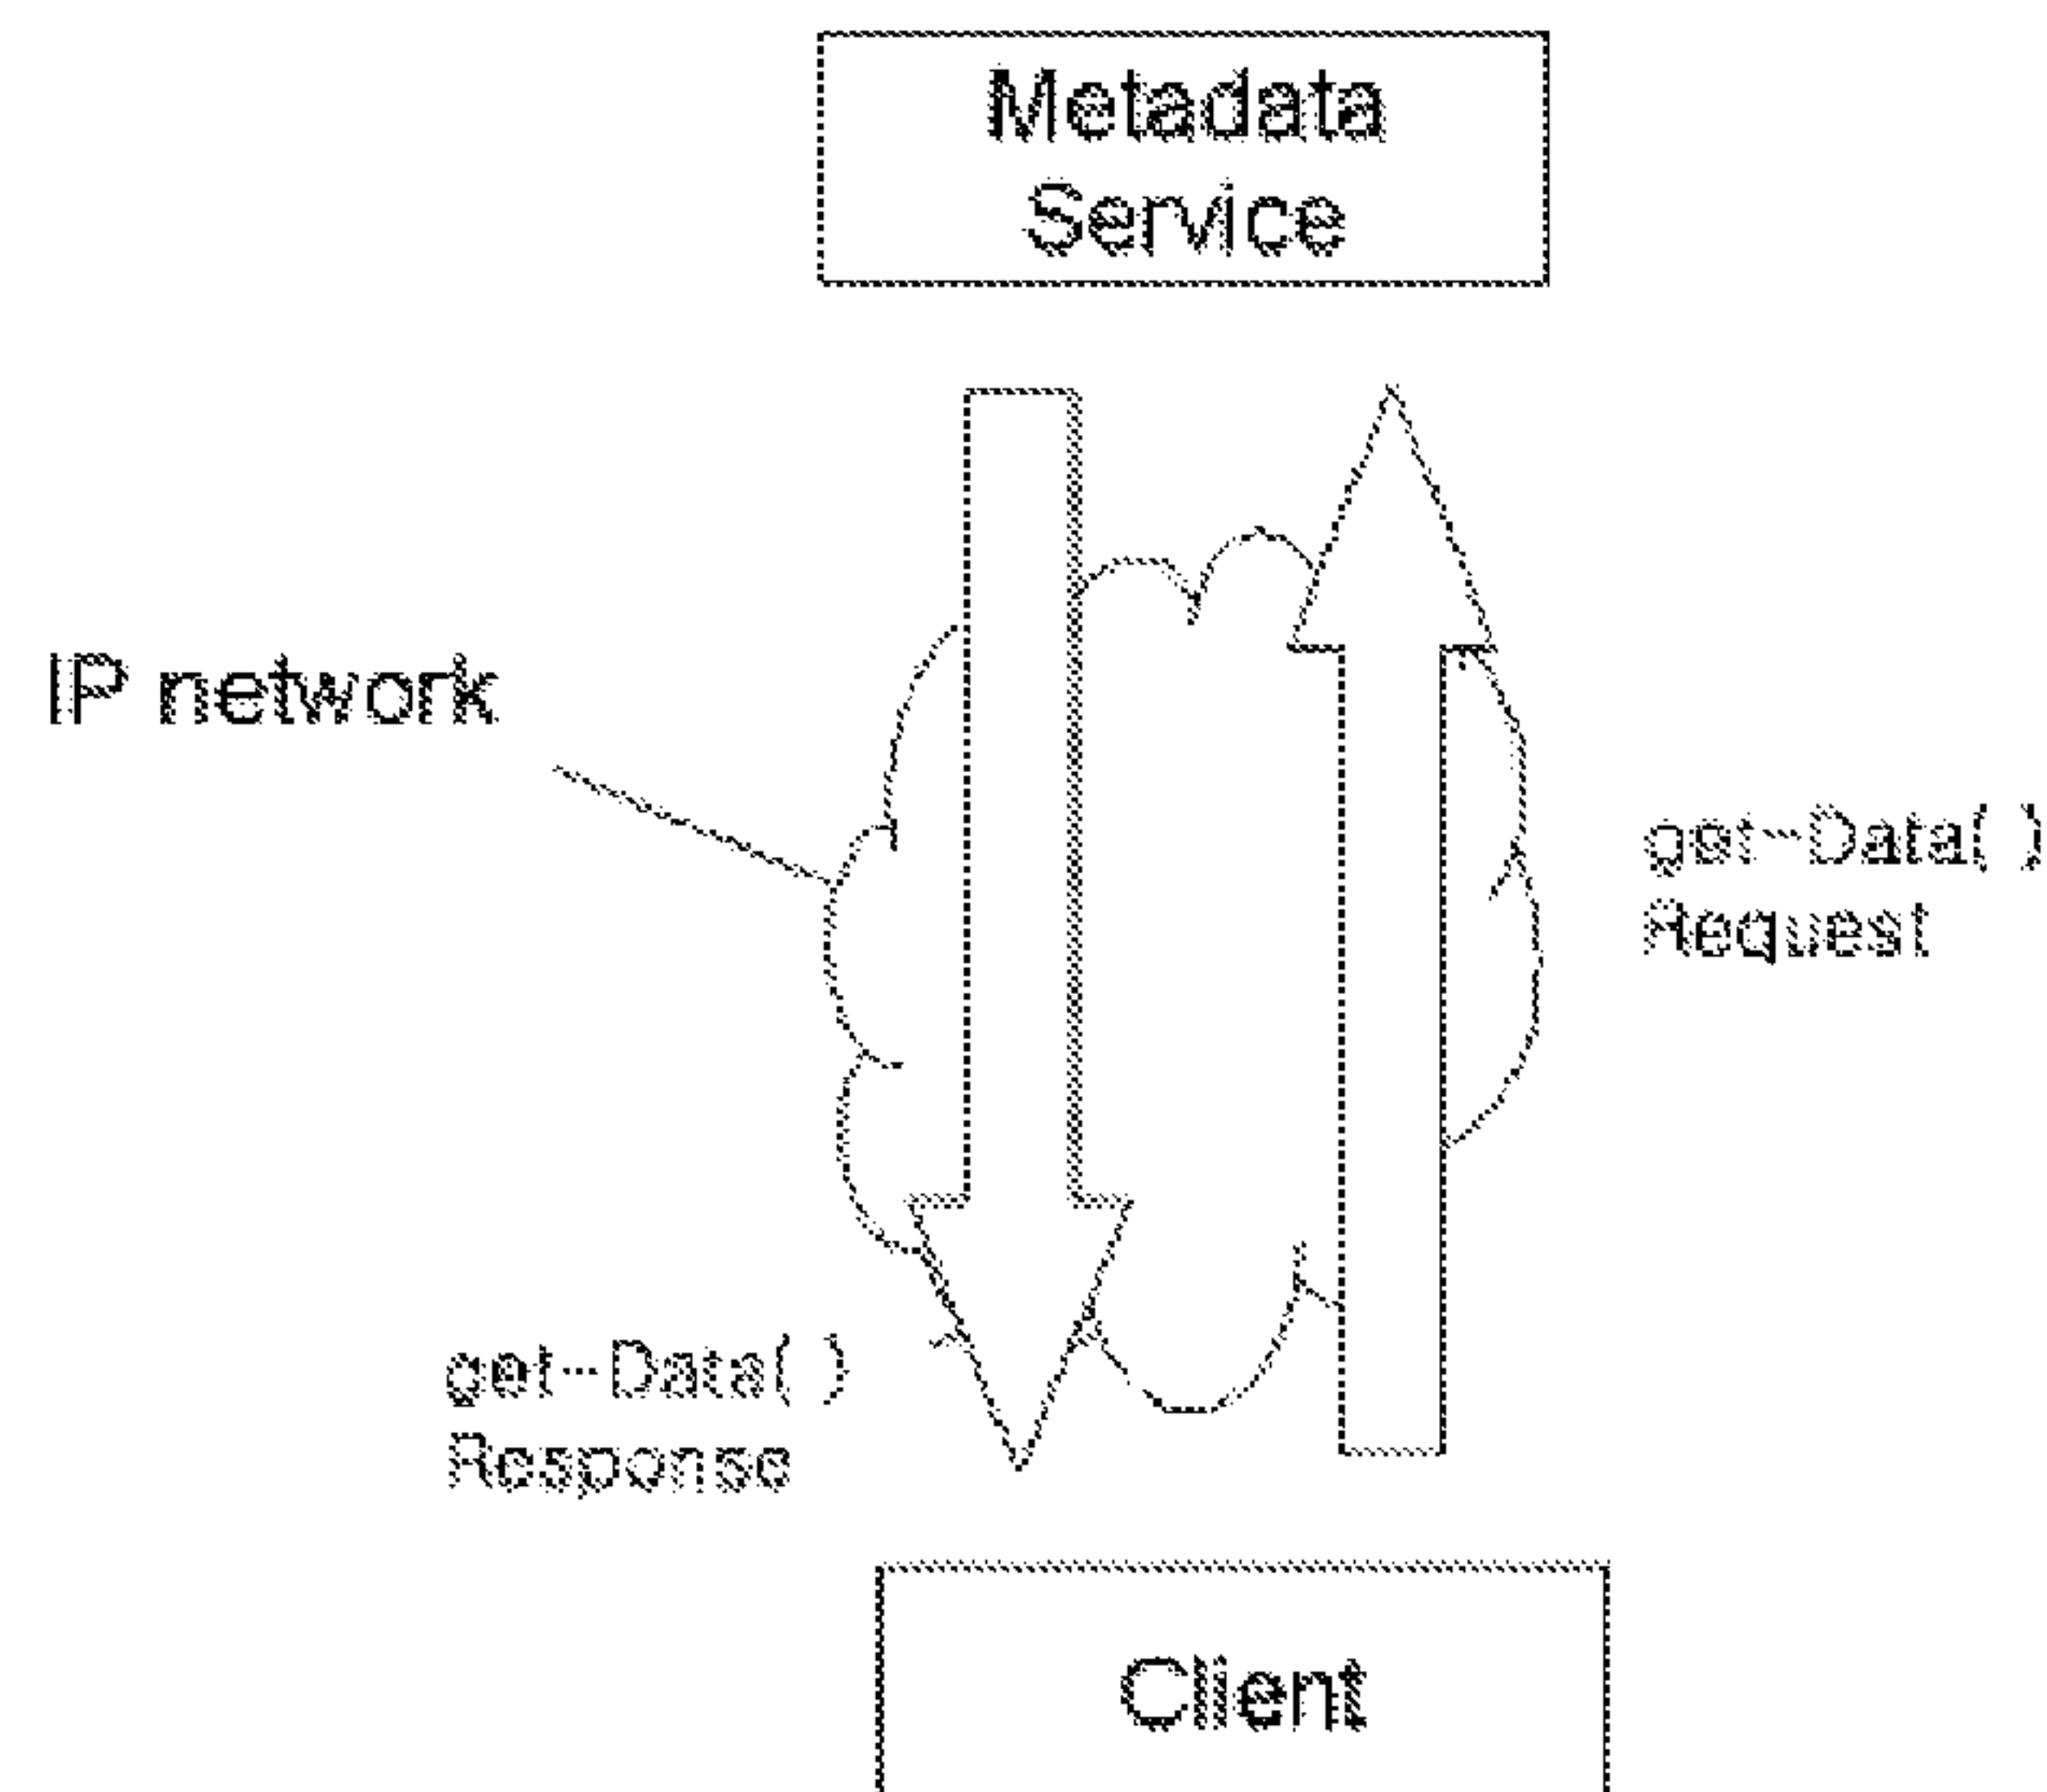 Metadata
Service
IP network
get-Data( )
Request
get-Data( )
Response
Client